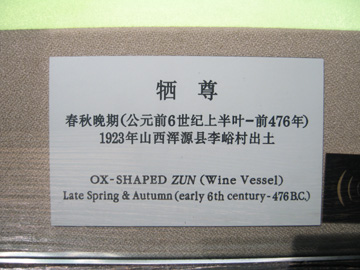 牺 尊
春秋晚期(公元前6世纪上半叶-前476年)
1923年山西浑源县李峪村出土
OX-SHAPED ZUN (Wine Vessel)
Late Spring & Autumn (early 6th century-476 B.C.)